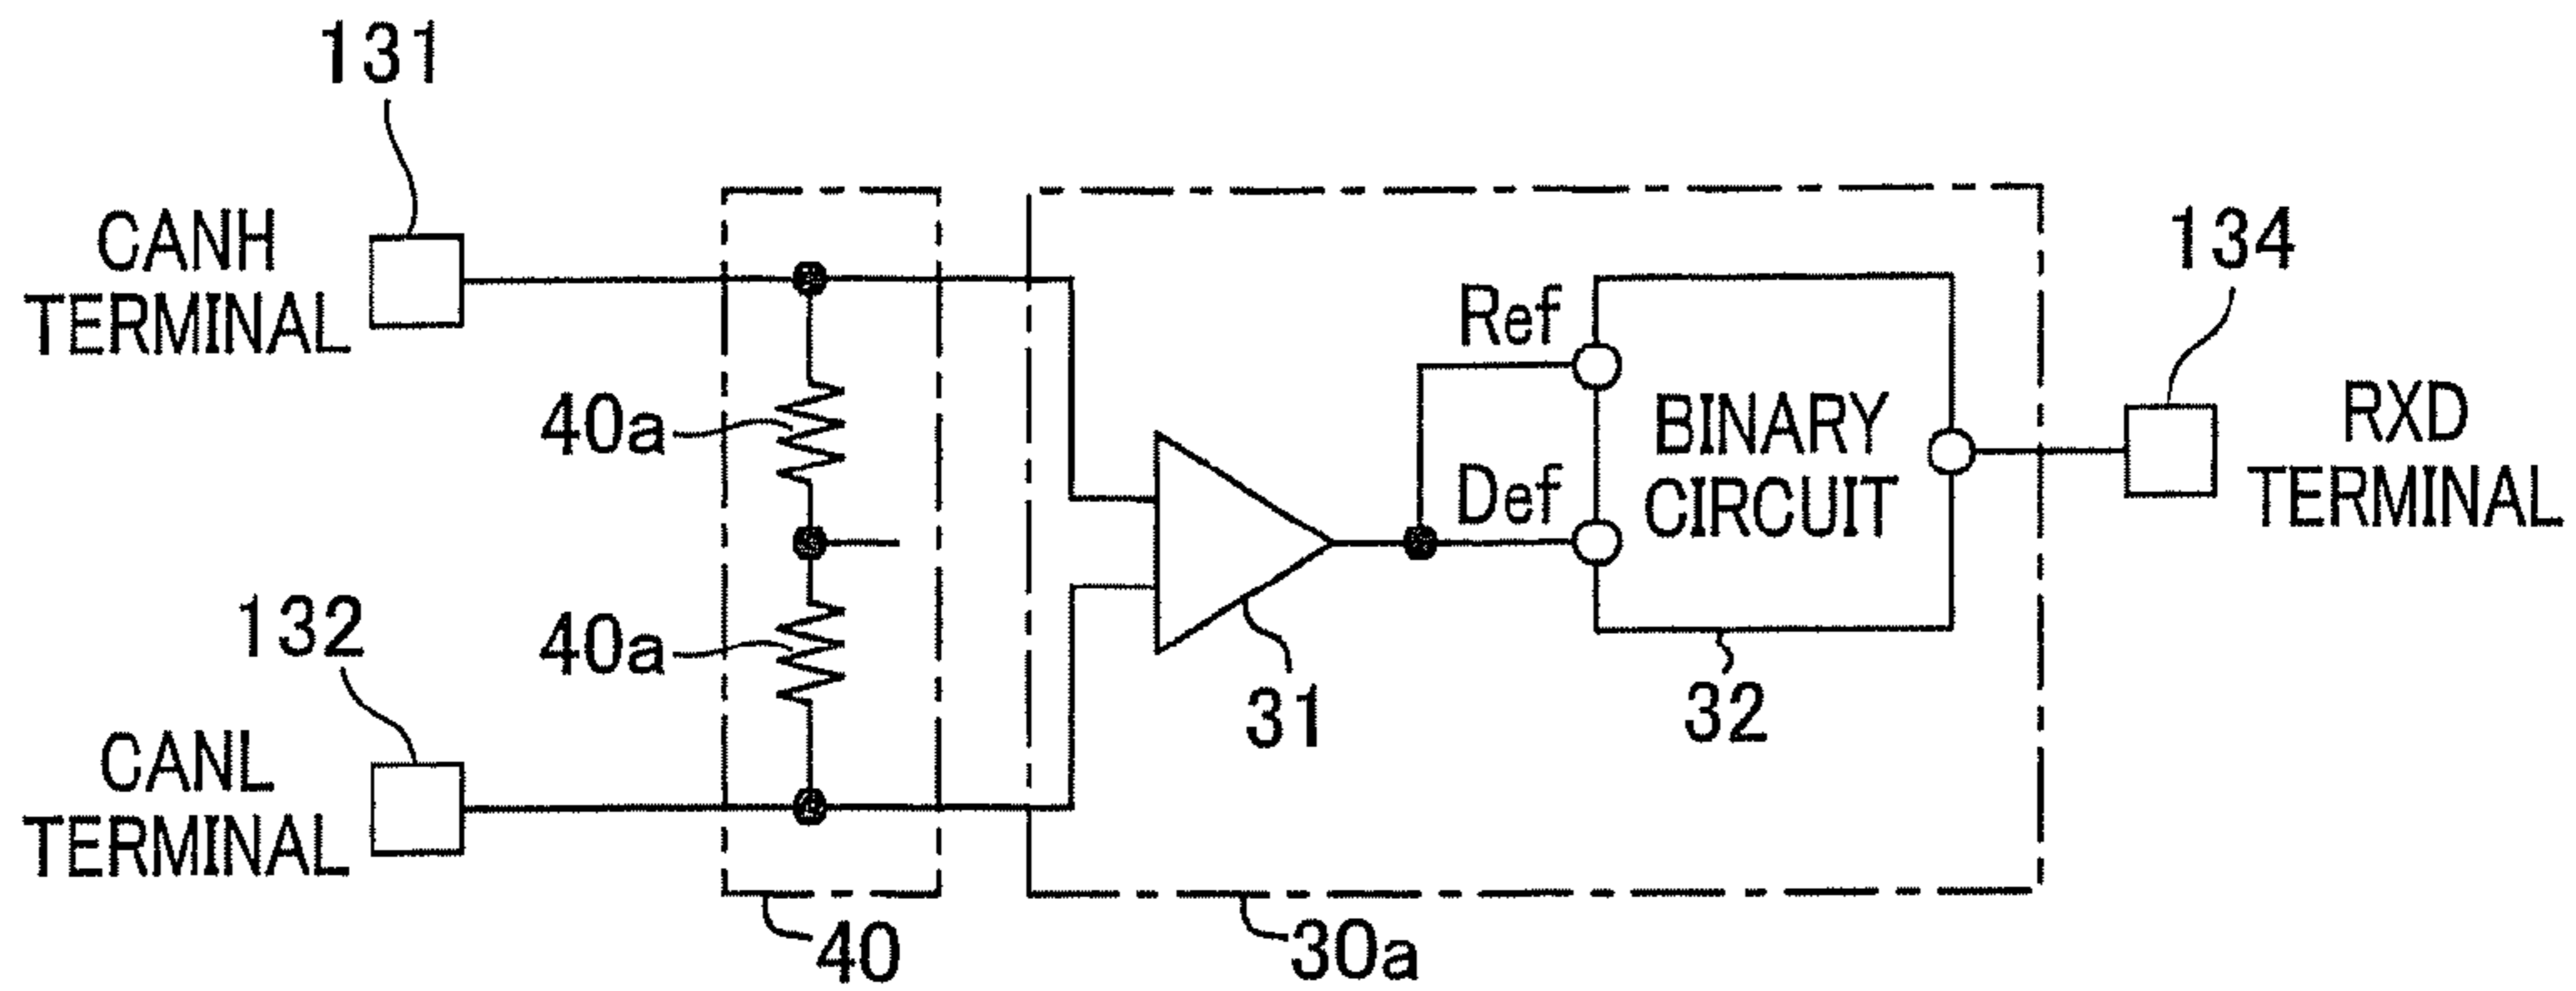 131
CANH
TERMINAL
40a
40a
132
CANL
TERMINAL
40
Ref
Def
BINARY
CIRCUIT
31
32
30a
134
RXD
TERMINAL